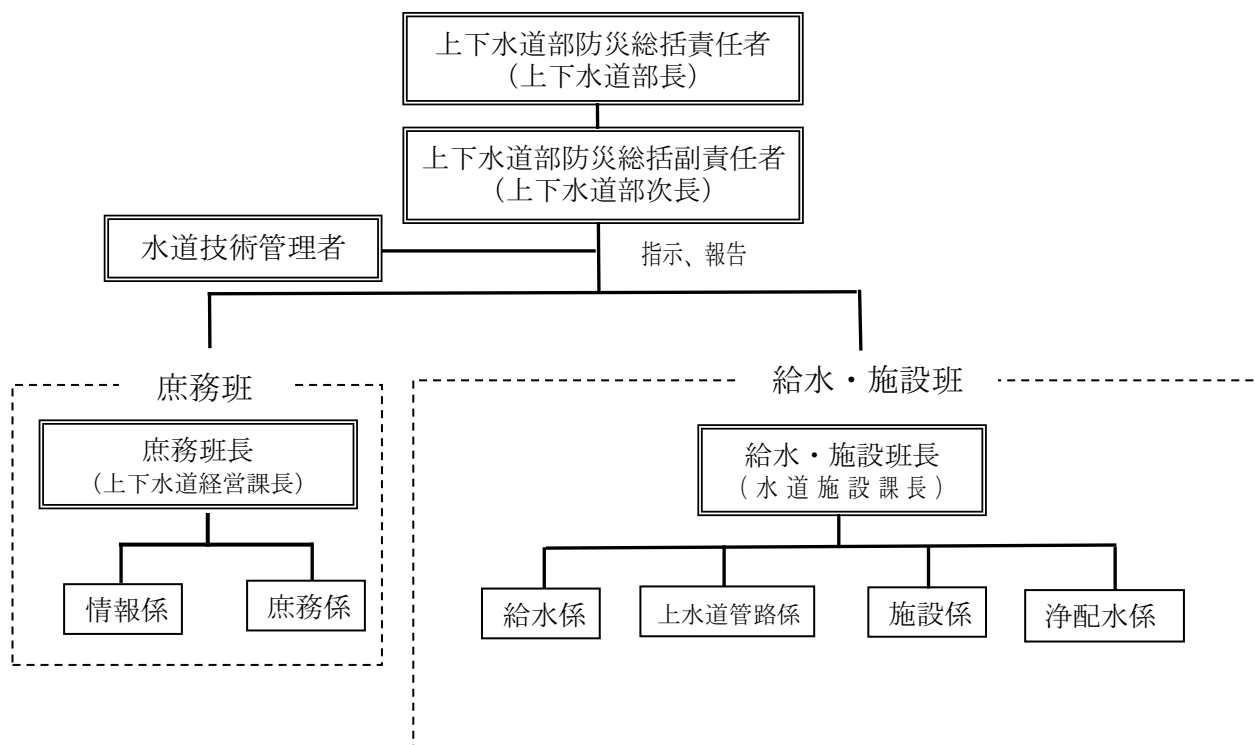 上下水道部防災総括責任者
（上下水道部長）
上下水道部防災総括副責任者
（上下水道部次長）
水道技術管理者
指示、報告
庶務班
給水・施設班
庶務班長
（上下水道経営課長）
給水・施設班長
（水道施設課長）
情報係
庶務係
給水係
上水道管路係
施設係
浄配水係